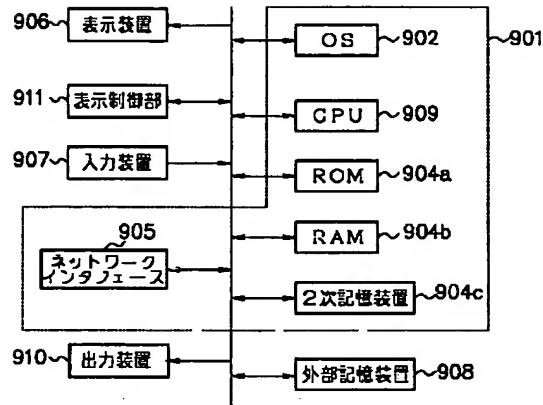 906 表示装置
OS 902 901
911 表示制御部
CPU 909
907 入力装置
ROM 904a
905
RAM 904b
ネットワーク
インタフェース
2次記憶装置 904c
910 出力装置
外部記憶装置 908